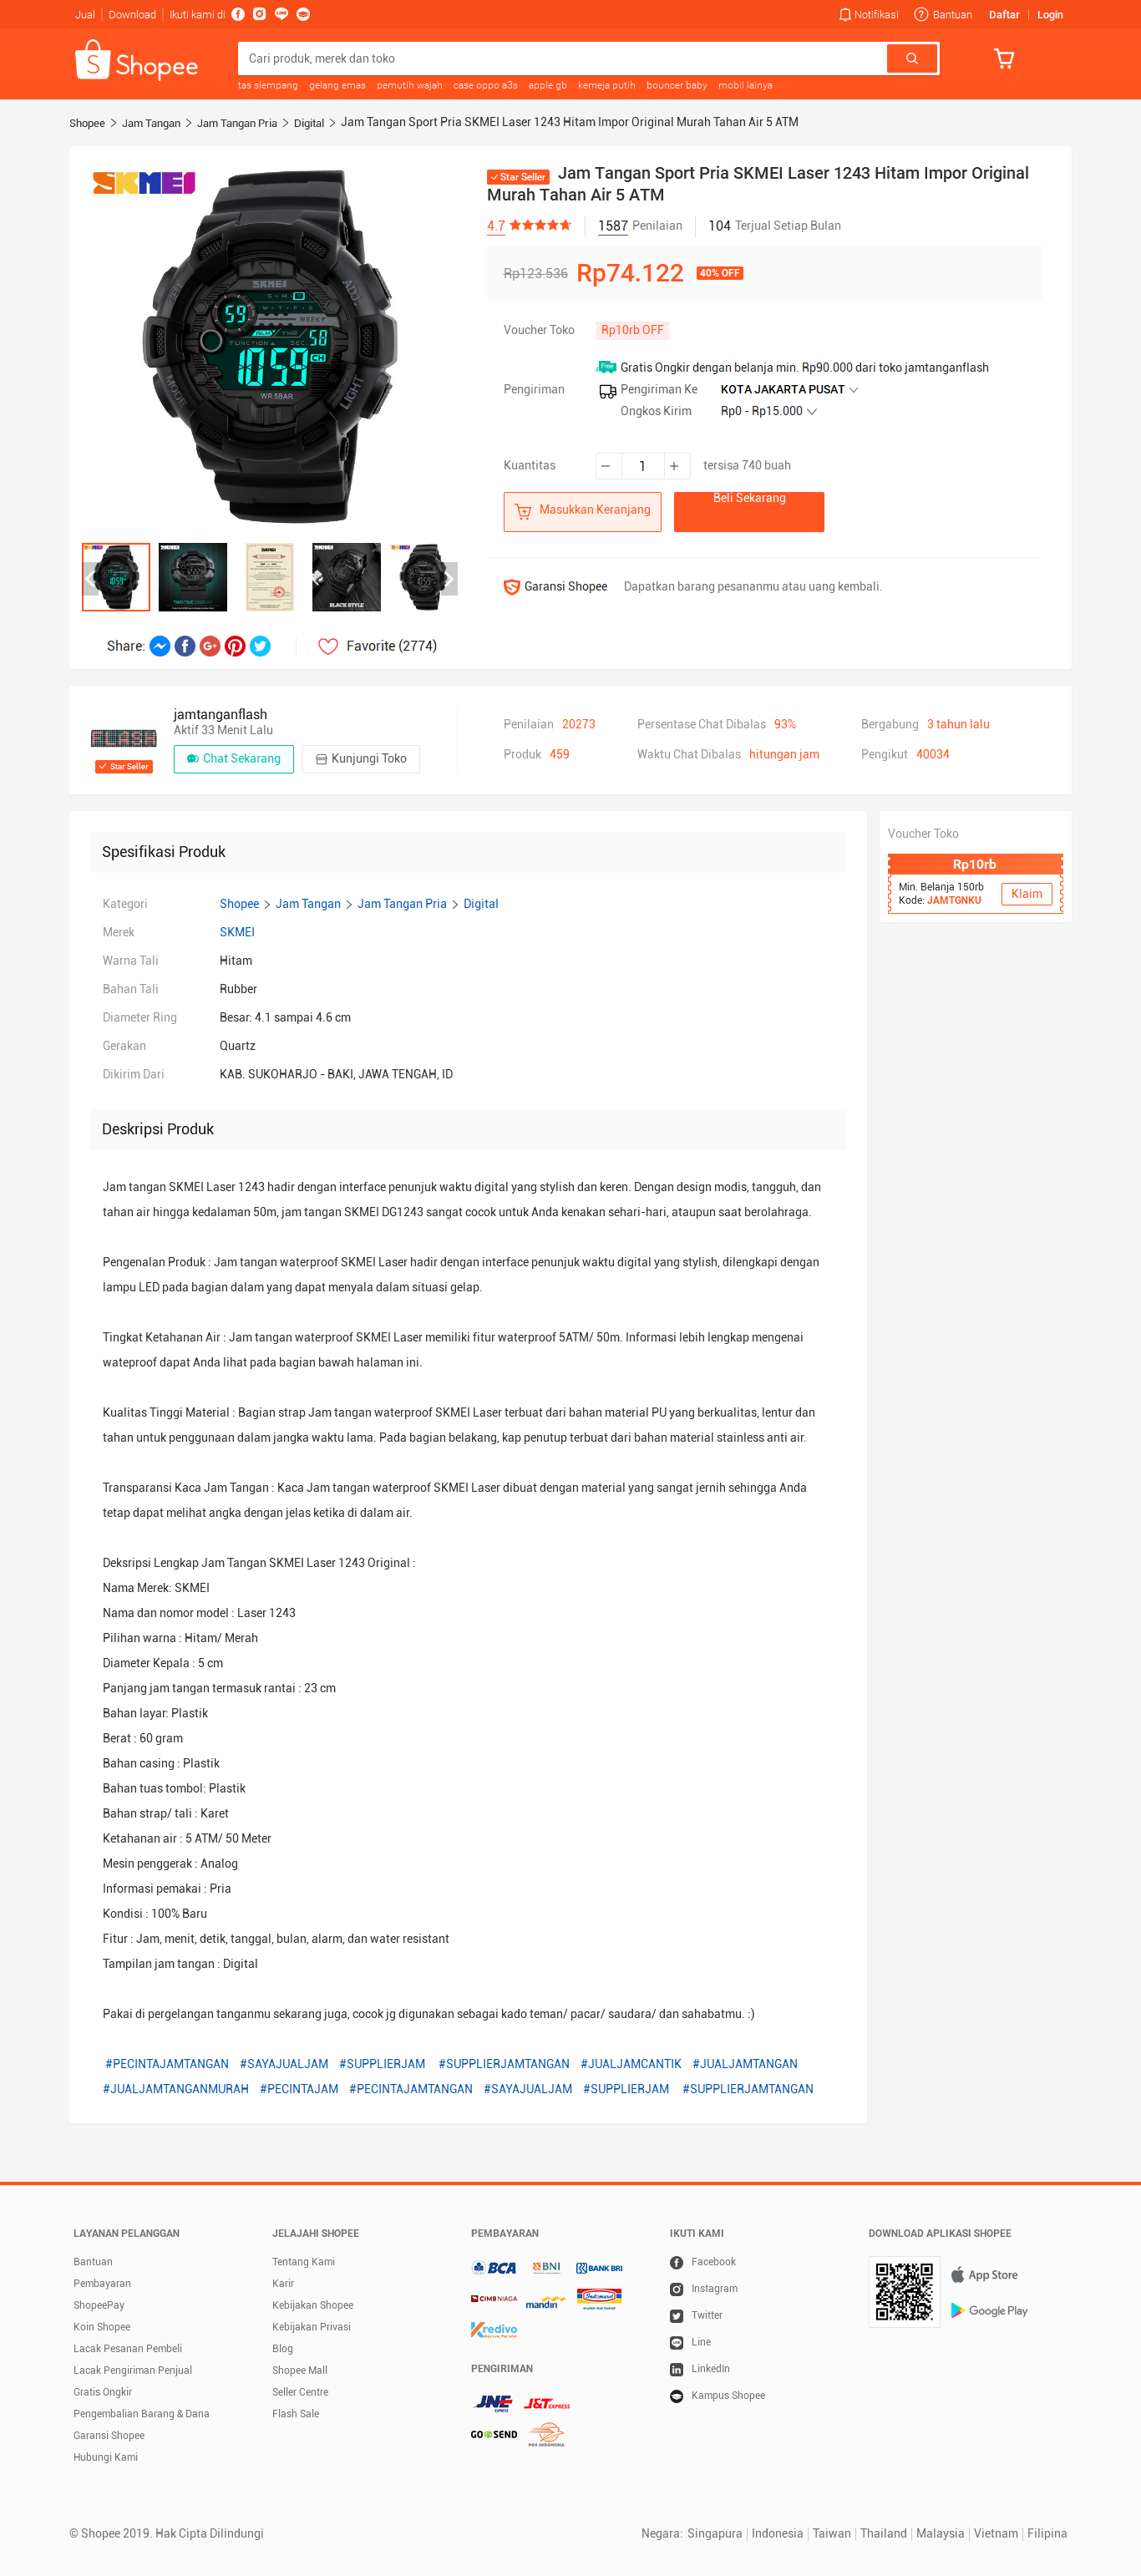 Jual Download Ikuti kami di Notifikasi Bantuan Daftar Login
Shopee Cari produk, merek dan toko
tas slempang gelang emas pemutih wajah case oppo a3s apple gb kemeja putih bouncer baby mobil lainya
Shopee > Jam Tangan > Jam Tangan Pria > Digital > Jam Tangan Sport Pria SKMEI Laser 1243 Hitam Impor Original Murah Tahan Air 5 ATM
SKMEI
ADJ.
LIGHT
MODE
SKMEI
WEEK
59
58
FUNCTION
SEC.
10:59
CH
WR 5BAR
Star Seller Jam Tangan Sport Pria SKMEI Laser 1243 Hitam Impor Original
Murah Tahan Air 5 ATM
4.7 1587 Penilaian 104 Terjual Setiap Bulan
Rp123.536 Rp74.122 40% OFF
Voucher Toko Rp10rb OFF
Free Gratis Ongkir dengan belanja min. Rp90.000 dari toko jamtanganflash
Pengiriman Pengiriman Ke KOTA JAKARTA PUSAT
Ongkos Kirim Rp0 - Rp15.000
Kuantitas − 1 + tersisa 740 buah
Masukkan Keranjang Beli Sekarang
BLACK STYLE
Garansi Shopee Dapatkan barang pesananmu atau uang kembali.
Share: Favorite (2774)
jamtanganflash
Aktif 33 Menit Lalu
FLASH
Star Seller
Chat Sekarang Kunjungi Toko
Penilaian 20273 Persentase Chat Dibalas 93% Bergabung 3 tahun lalu
Produk 459 Waktu Chat Dibalas hitungan jam Pengikut 40034
Spesifikasi Produk
Kategori Shopee > Jam Tangan > Jam Tangan Pria > Digital
Merek SKMEI
Warna Tali Hitam
Bahan Tali Rubber
Diameter Ring Besar: 4.1 sampai 4.6 cm
Gerakan Quartz
Dikirim Dari KAB. SUKOHARJO - BAKI, JAWA TENGAH, ID
Voucher Toko
Rp10rb
Min. Belanja 150rb
Kode: JAMTGNKU
Klaim
Deskripsi Produk
Jam tangan SKMEI Laser 1243 hadir dengan interface penunjuk waktu digital yang stylish dan keren. Dengan design modis, tangguh, dan
tahan air hingga kedalaman 50m, jam tangan SKMEI DG1243 sangat cocok untuk Anda kenakan sehari-hari, ataupun saat berolahraga.
Pengenalan Produk : Jam tangan waterproof SKMEI Laser hadir dengan interface penunjuk waktu digital yang stylish, dilengkapi dengan
lampu LED pada bagian dalam yang dapat menyala dalam situasi gelap.
Tingkat Ketahanan Air : Jam tangan waterproof SKMEI Laser memiliki fitur waterproof 5ATM/ 50m. Informasi lebih lengkap mengenai
wateproof dapat Anda lihat pada bagian bawah halaman ini.
Kualitas Tinggi Material : Bagian strap Jam tangan waterproof SKMEI Laser terbuat dari bahan material PU yang berkualitas, lentur dan
tahan untuk penggunaan dalam jangka waktu lama. Pada bagian belakang, kap penutup terbuat dari bahan material stainless anti air.
Transparansi Kaca Jam Tangan : Kaca Jam tangan waterproof SKMEI Laser dibuat dengan material yang sangat jernih sehingga Anda
tetap dapat melihat angka dengan jelas ketika di dalam air.
Deksripsi Lengkap Jam Tangan SKMEI Laser 1243 Original :
Nama Merek: SKMEI
Nama dan nomor model : Laser 1243
Pilihan warna : Hitam/ Merah
Diameter Kepala : 5 cm
Panjang jam tangan termasuk rantai : 23 cm
Bahan layar: Plastik
Berat : 60 gram
Bahan casing : Plastik
Bahan tuas tombol: Plastik
Bahan strap/ tali : Karet
Ketahanan air : 5 ATM/ 50 Meter
Mesin penggerak : Analog
Informasi pemakai : Pria
Kondisi : 100% Baru
Fitur : Jam, menit, detik, tanggal, bulan, alarm, dan water resistant
Tampilan jam tangan : Digital
Pakai di pergelangan tanganmu sekarang juga, cocok jg digunakan sebagai kado teman/ pacar/ saudara/ dan sahabatmu. :)
#PECINTAJAMTANGAN #SAYAJUALJAM #SUPPLIERJAM #SUPPLIERJAMTANGAN #JUALJAMCANTIK #JUALJAMTANGAN
#JUALJAMTANGANMURAH #PECINTAJAM #PECINTAJAMTANGAN #SAYAJUALJAM #SUPPLIERJAM #SUPPLIERJAMTANGAN
LAYANAN PELANGGAN
Bantuan
Pembayaran
ShopeePay
Koin Shopee
Lacak Pesanan Pembeli
Lacak Pengiriman Penjual
Gratis Ongkir
Pengembalian Barang & Dana
Garansi Shopee
Hubungi Kami
JELAJAHI SHOPEE
Tentang Kami
Karir
Kebijakan Shopee
Kebijakan Privasi
Blog
Shopee Mall
Seller Centre
Flash Sale
PEMBAYARAN
BCA BNI BANK BRI
CIMB NIAGA mandiri Indomaret
Kredivo
PENGIRIMAN
JNE EXPRESS J&T EXPRESS
GO SEND POS INDONESIA
IKUTI KAMI
Facebook
Instagram
Twitter
Line
LinkedIn
Kampus Shopee
DOWNLOAD APLIKASI SHOPEE
App Store
Google Play
© Shopee 2019. Hak Cipta Dilindungi
Negara: Singapura Indonesia Taiwan Thailand Malaysia Vietnam Filipina